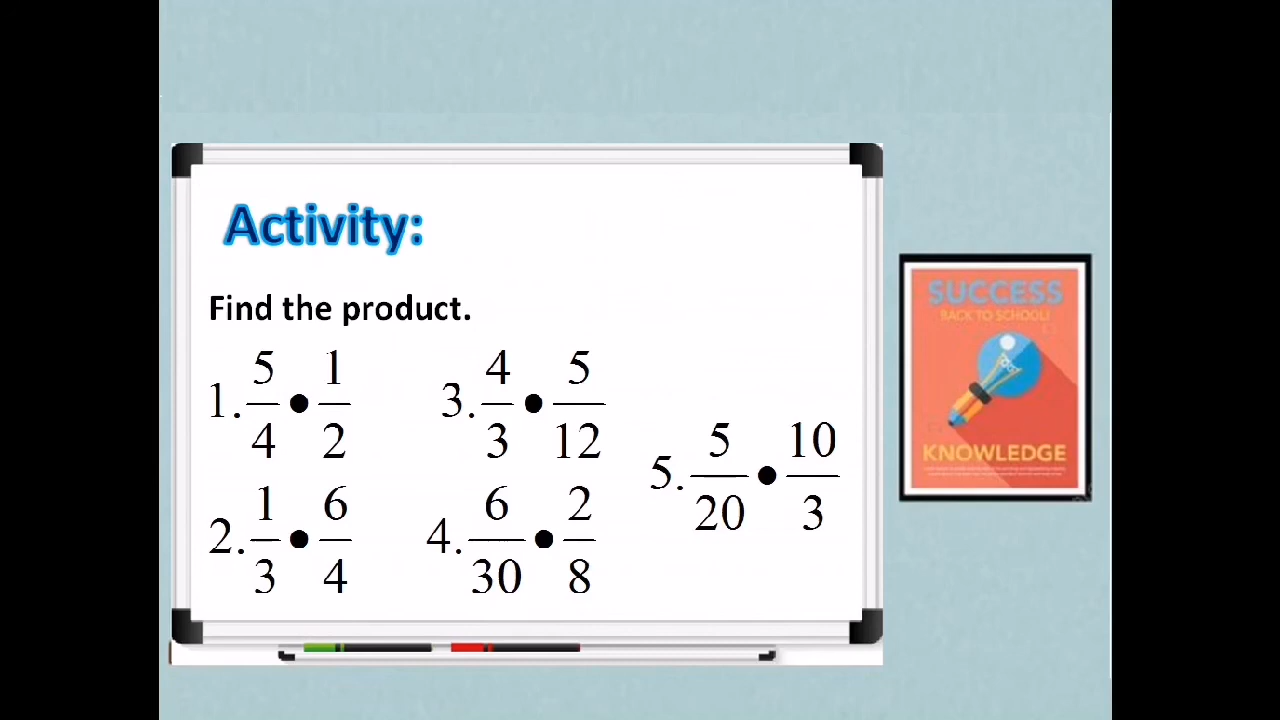 Activity:
Find the product.
1. 5/4 • 1/2
2. 1/3 • 6/4
3. 4/3 • 5/12
4. 6/30 • 2/8
5. 5/20 • 10/3
SUCCESS
BACK TO SCHOOL!
KNOWLEDGE